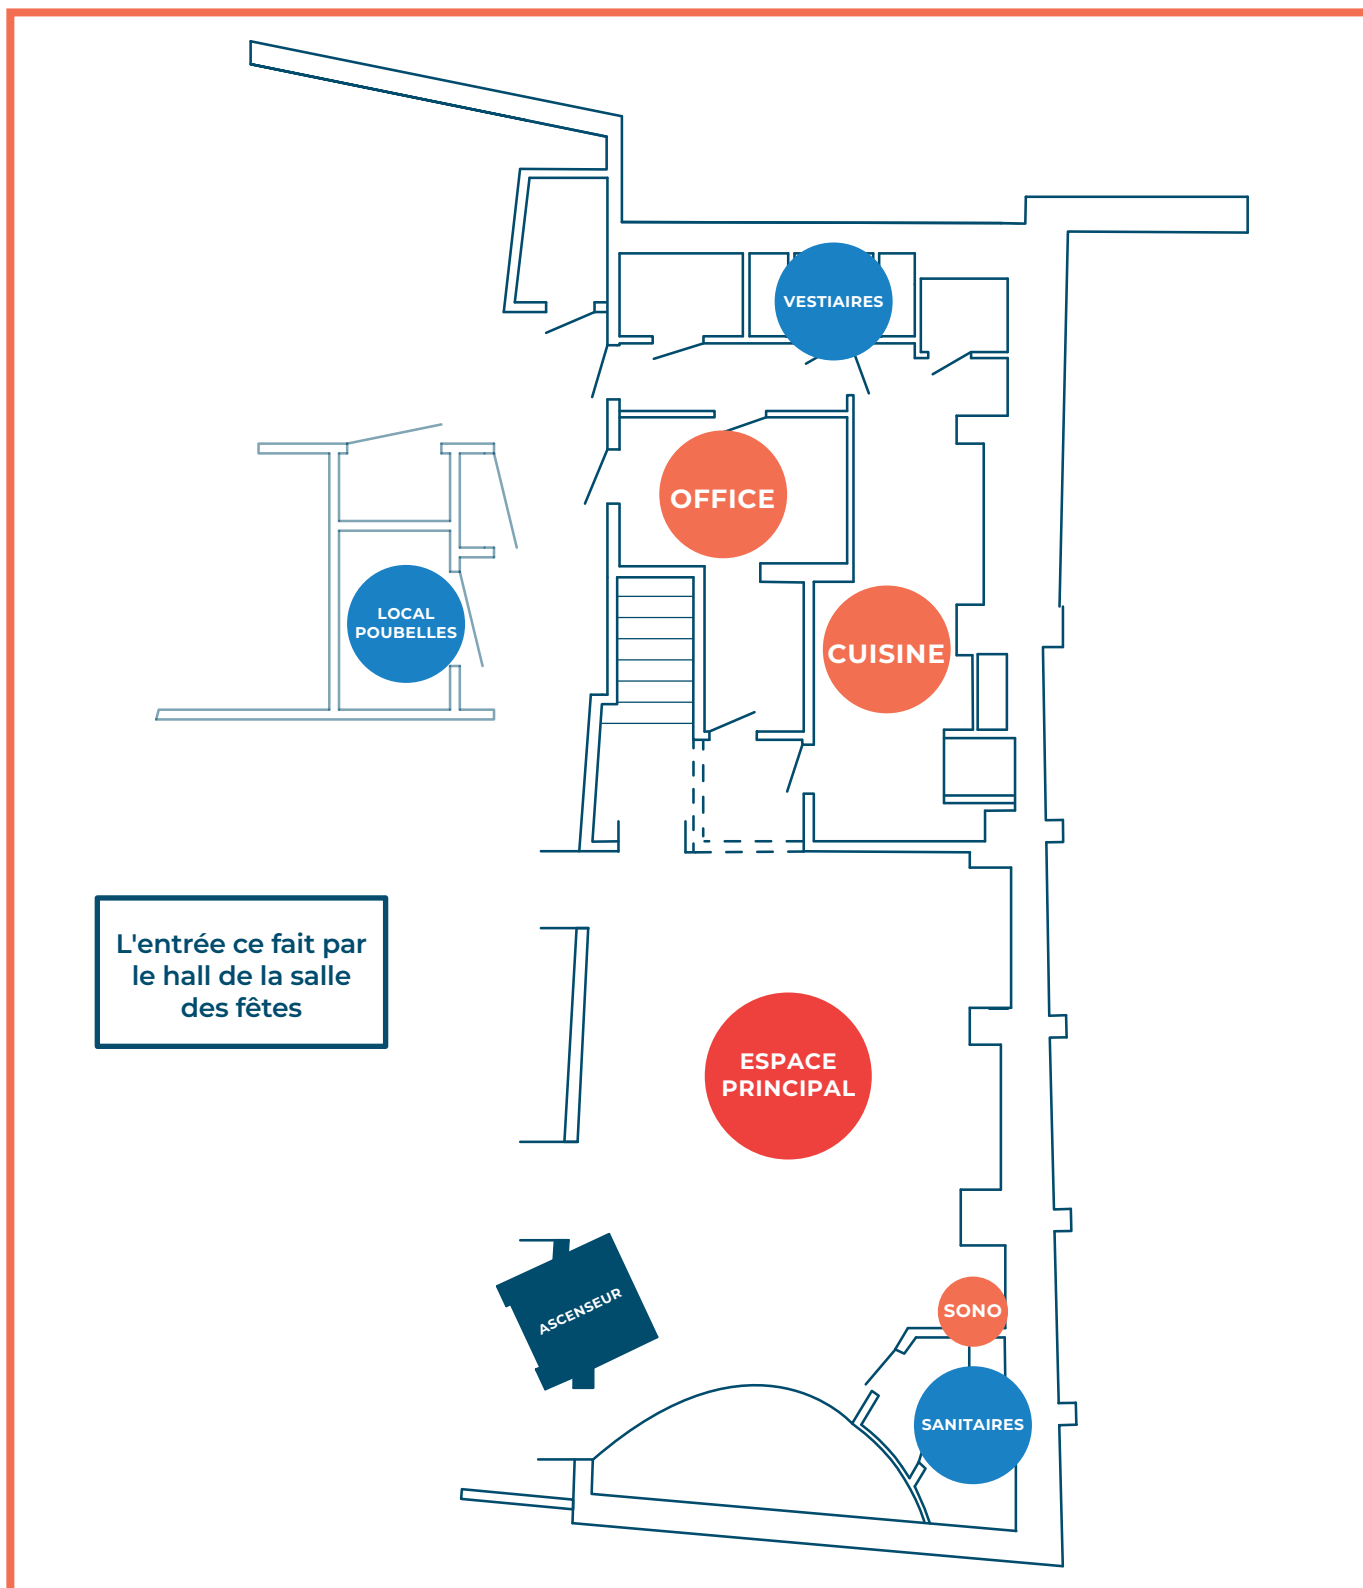 VESTIAIRES
OFFICE
LOCAL
POUBELLES
CUISINE
L'entrée ce fait par
le hall de la salle
des fêtes
ESPACE
PRINCIPAL
ASCENSEUR
SONO
SANITAIRES